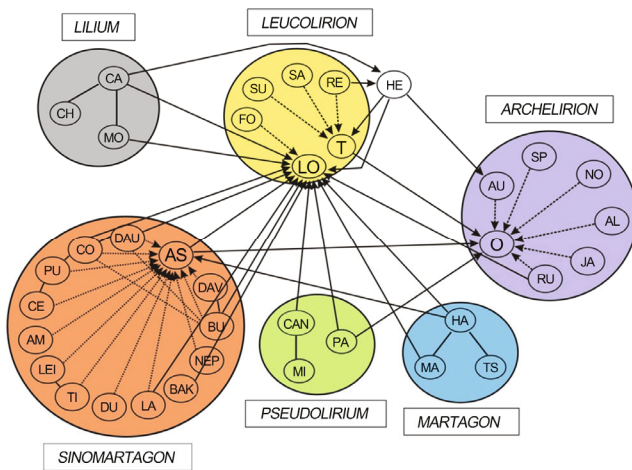 LILIUM
LEUCOLIRION
ARCHELIRION
CA
CH
MO
SU
SA
RE
FO
T
LO
HE
AU
SP
NO
AL
O
JA
RU
DAU
CO
AS
PU
DAV
CE
BU
AM
NEP
LEI
BAK
TI
DU
LA
CAN
PA
MI
HA
MA
TS
PSEUDOLIRIUM
MARTAGON
SINOMARTAGON